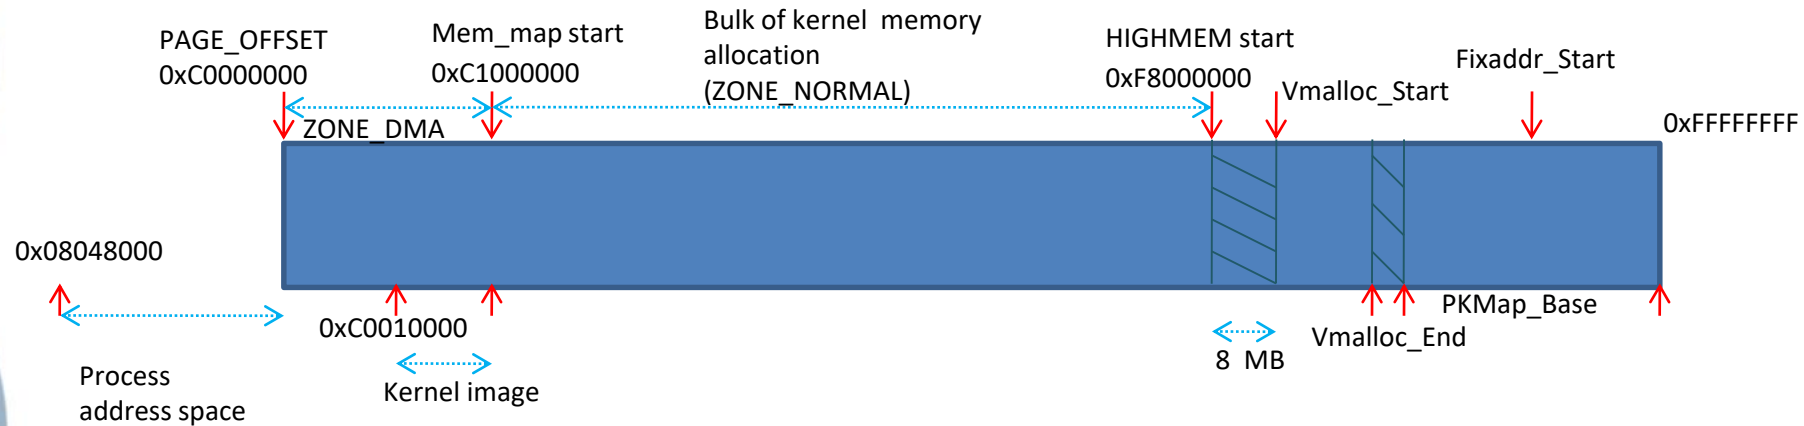 PAGE_OFFSET
0xC0000000
Mem_map start
0xC1000000
Bulk of kernel memory
allocation
(ZONE_NORMAL)
HIGHMEM start
0xF8000000
Vmalloc_Start
Fixaddr_Start
0xFFFFFFFF
ZONE_DMA
0x08048000
0xC0010000
Process
address space
Kernel image
8 MB
Vmalloc_End
PKMap_Base